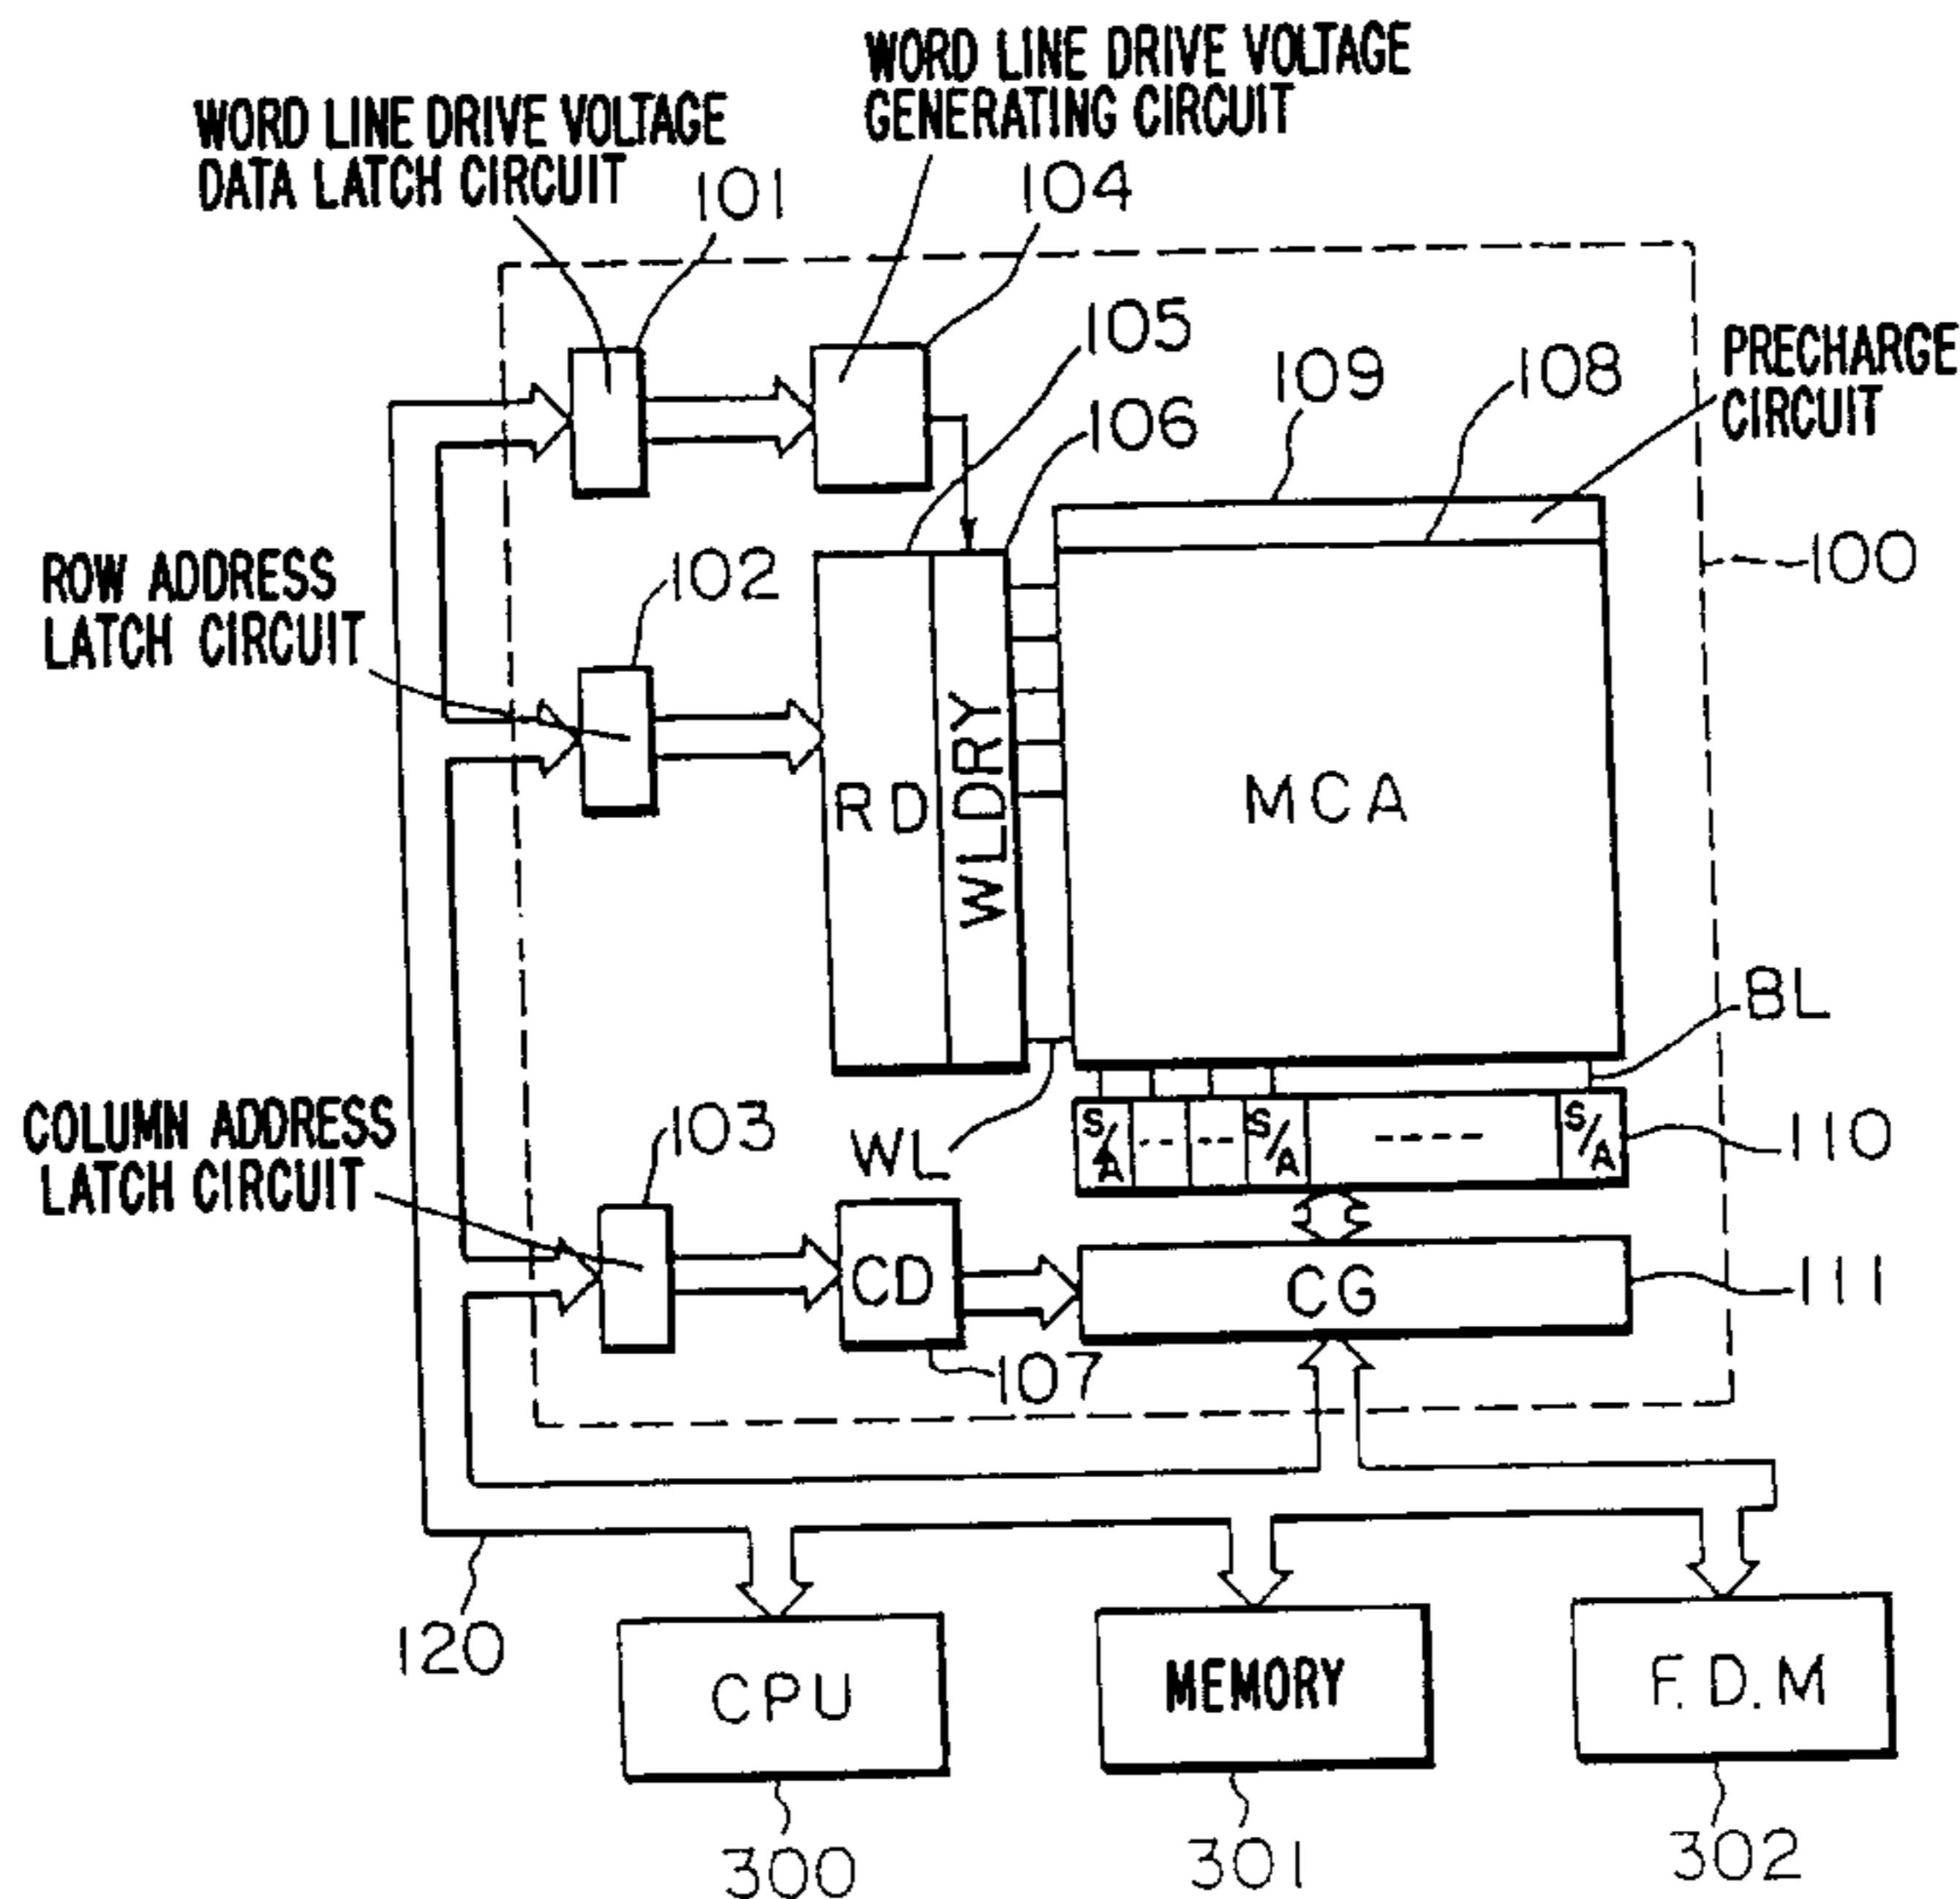 WORD LINE DRIVE VOLTAGE
GENERATING CIRCUIT
WORD LINE DRIVE VOLTAGE
DATA LATCH CIRCUIT
101
104
105
106
109
108
PRECHARGE
CIRCUIT
100
ROW ADDRESS
LATCH CIRCUIT
102
RD
WLDRY
MCA
BL
COLUMN ADDRESS
LATCH CIRCUIT
103
WL
S/A
-- --
S/A
-----
S/A
110
CD
CG
111
107
120
CPU
MEMORY
F.D.M
300
301
302